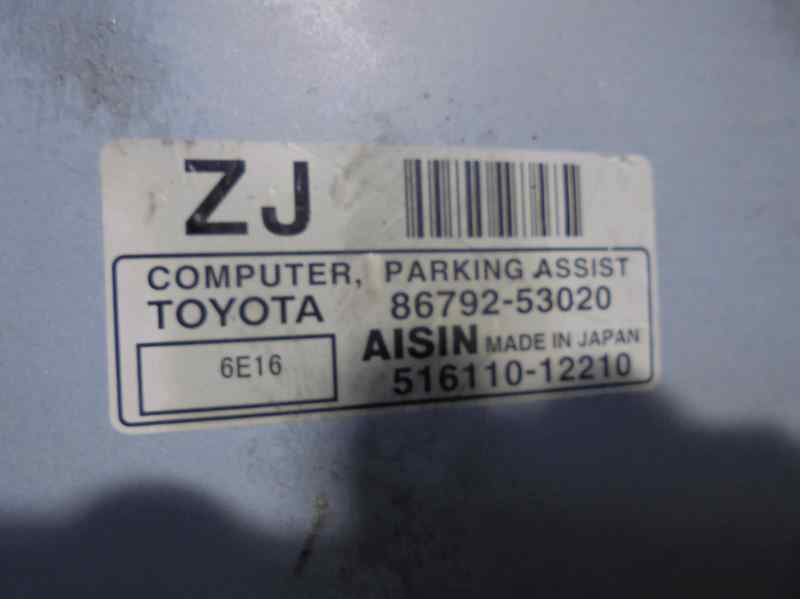 ZJ
COMPUTER, PARKING ASSIST
TOYOTA 86792-53020
6E16
AISIN MADE IN JAPAN
516110-12210